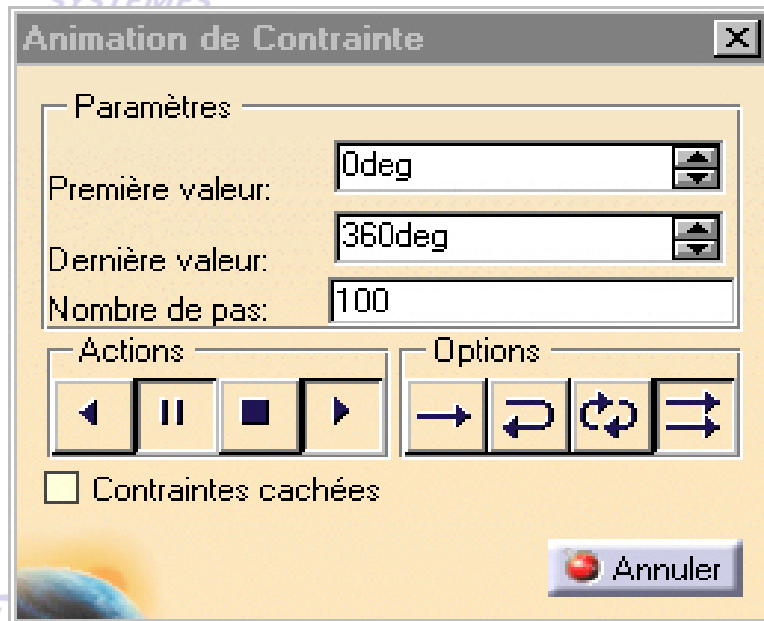 SYSTEMES
Animation de Contrainte
Paramètres
Première valeur: 0deg
Dernière valeur: 360deg
Nombre de pas: 100
Actions
Options
Contraintes cachées
Annuler